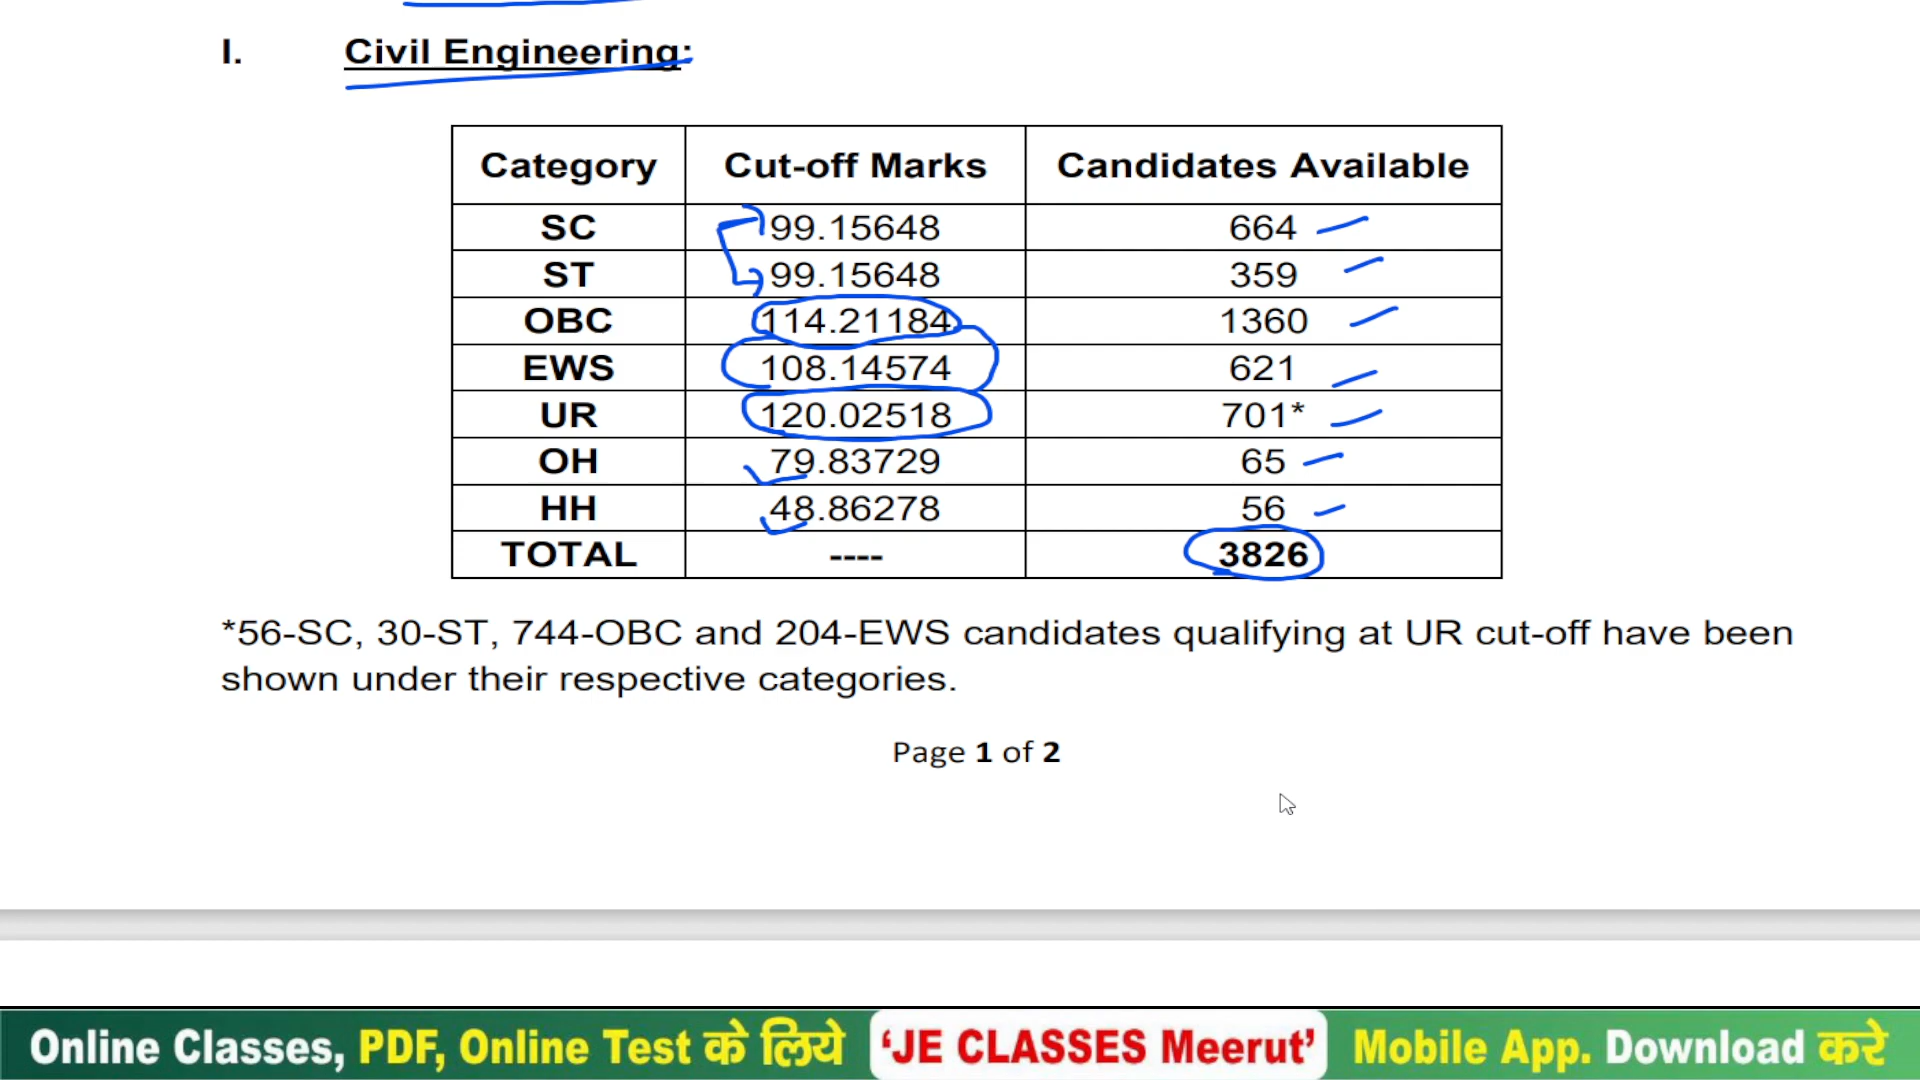 I. Civil Engineering:
Category Cut-off Marks Candidates Available
SC 99.15648 664
ST 99.15648 359
OBC 114.21184 1360
EWS 108.14574 621
UR 120.02518 701*
OH 79.83729 65
HH 48.86278 56
TOTAL ---- 3826
*56-SC, 30-ST, 744-OBC and 204-EWS candidates qualifying at UR cut-off have been
shown under their respective categories.
Page 1 of 2
Online Classes, PDF, Online Test के लिये 'JE CLASSES Meerut' Mobile App. Download करे